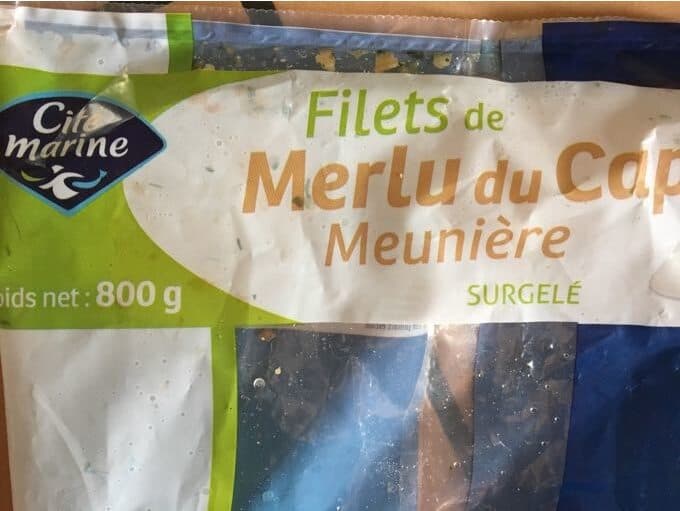 Cite
marine
Filets de
Merlu du Cap
Meunière
SURGELÉ
oids net : 800 g